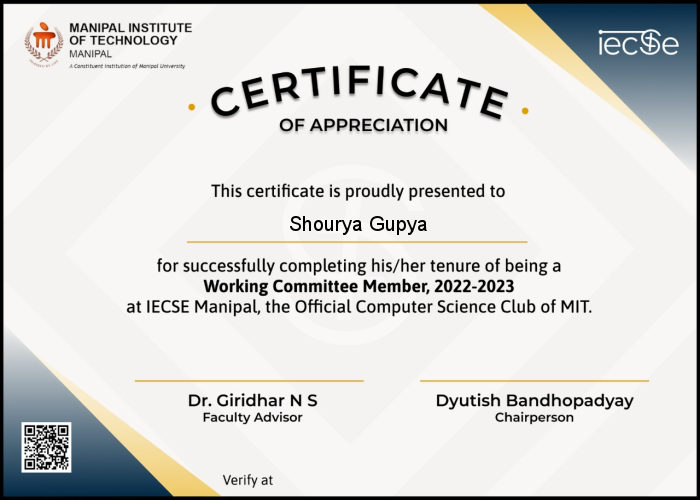 MANIPAL INSTITUTE
OF TECHNOLOGY
MANIPAL
A Constituent Institution of Manipal University
iecse
CERTIFICATE
OF APPRECIATION
This certificate is proudly presented to
Shourya Gupya
for successfully completing his/her tenure of being a
Working Committee Member, 2022-2023
at IECSE Manipal, the Official Computer Science Club of MIT.
Dr. Giridhar N S
Faculty Advisor
Dyutish Bandhopadyay
Chairperson
Verify at